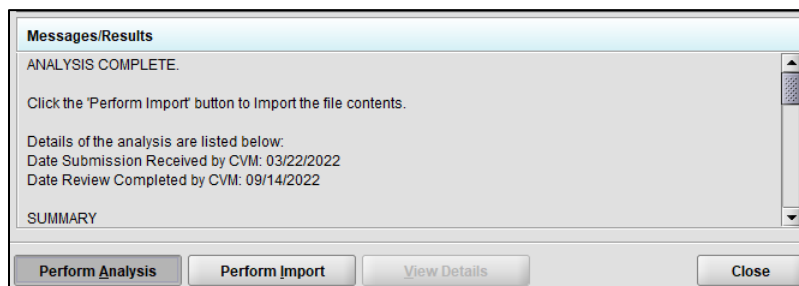 Messages/Results
ANALYSIS COMPLETE.
Click the 'Perform Import' button to Import the file contents.
Details of the analysis are listed below:
Date Submission Received by CVM: 03/22/2022
Date Review Completed by CVM: 09/14/2022
SUMMARY
Perform Analysis Perform Import View Details Close